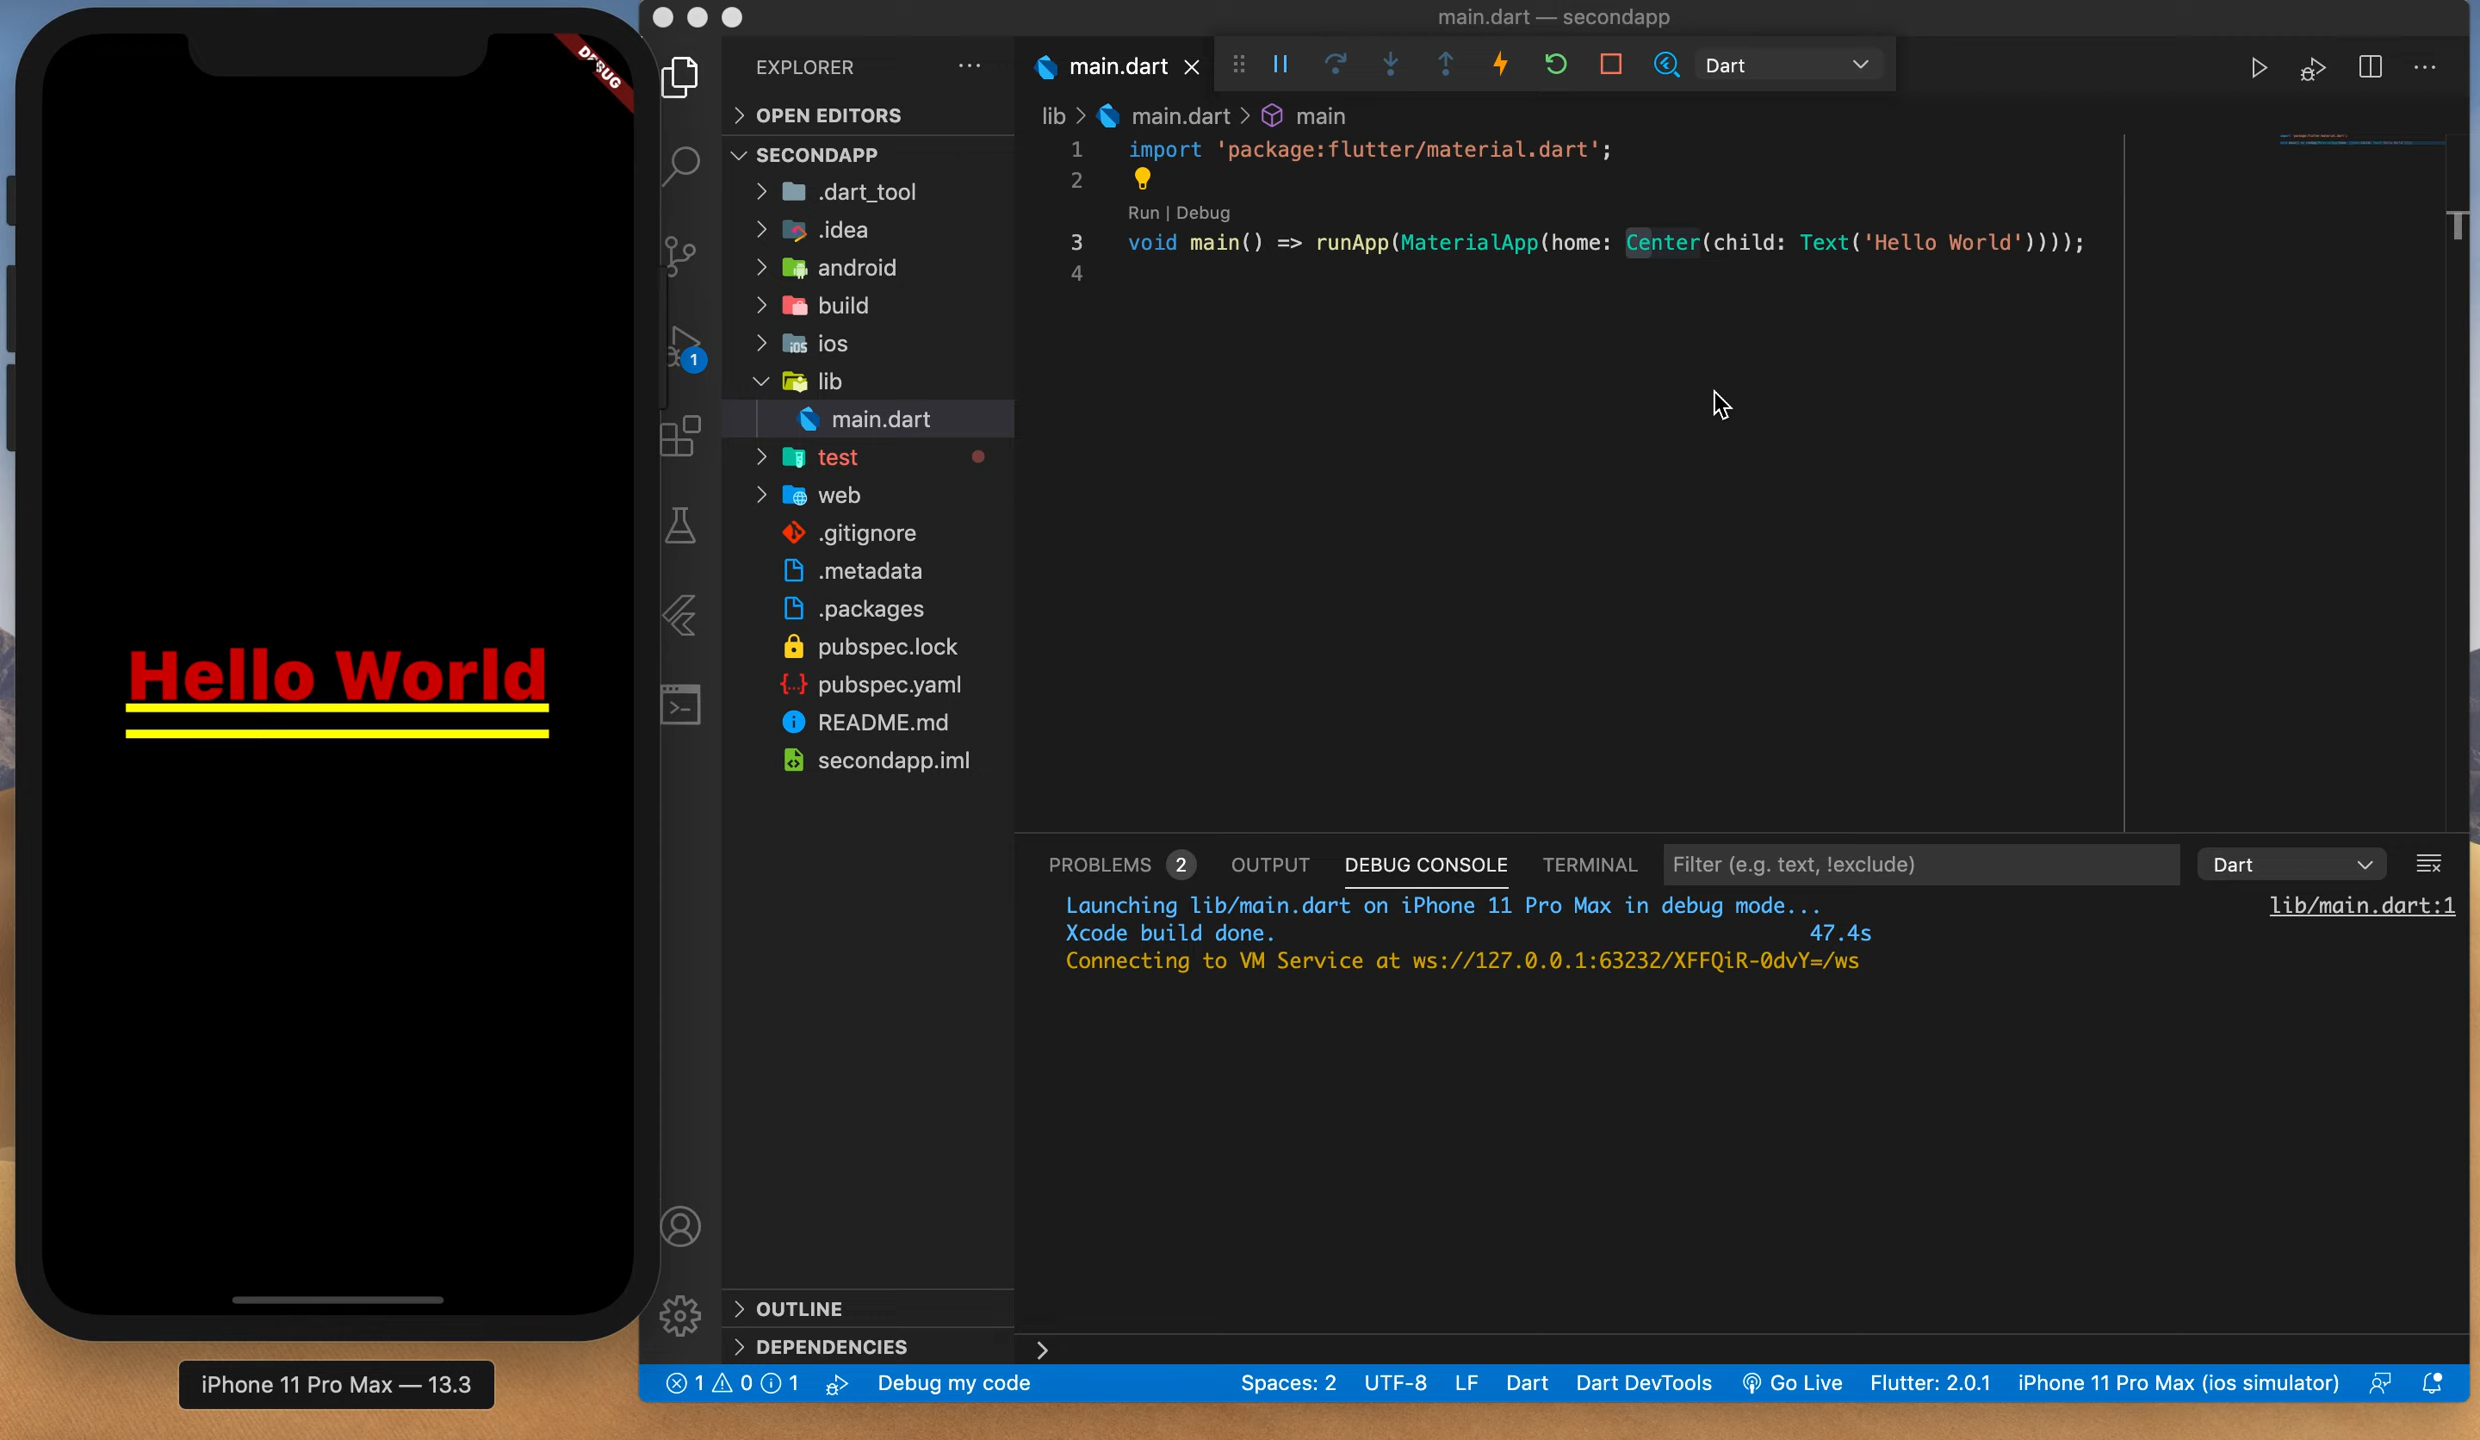 main.dart — secondapp
DEBUG
EXPLORER
main.dart
Dart
OPEN EDITORS
lib > main.dart > main
SECONDAPP
.dart_tool
.idea
android
build
ios
iOS
lib
main.dart
test
web
.gitignore
.metadata
.packages
pubspec.lock
pubspec.yaml
README.md
secondapp.iml
OUTLINE
DEPENDENCIES
1
1 import 'package:flutter/material.dart';
2
Run | Debug
3 void main() => runApp(MaterialApp(home: Center(child: Text('Hello World'))));
4
Hello World
PROBLEMS 2 OUTPUT DEBUG CONSOLE TERMINAL Filter (e.g. text, !exclude) Dart
Launching lib/main.dart on iPhone 11 Pro Max in debug mode... lib/main.dart:1
Xcode build done. 47.4s
Connecting to VM Service at ws://127.0.0.1:63232/XFFQiR-0dvY=/ws
1 0 1 Debug my code Spaces: 2 UTF-8 LF Dart Dart DevTools Go Live Flutter: 2.0.1 iPhone 11 Pro Max (ios simulator)
iPhone 11 Pro Max — 13.3